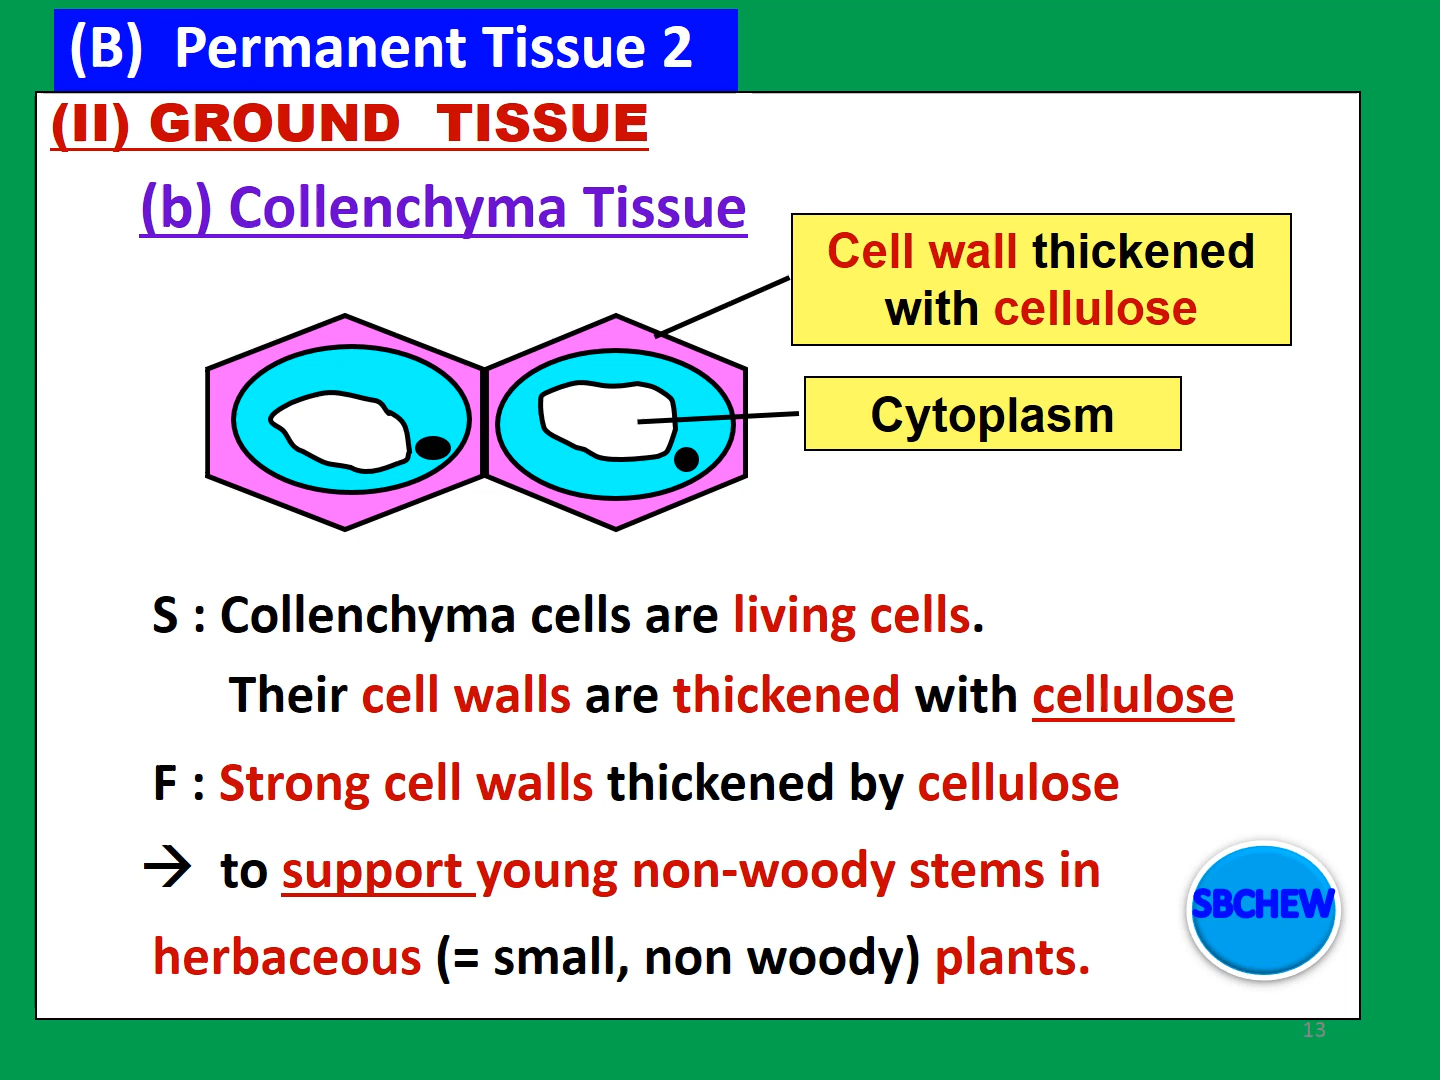 (B) Permanent Tissue 2
(II) GROUND TISSUE
(b) Collenchyma Tissue
Cell wall thickened
with cellulose
Cytoplasm
S : Collenchyma cells are living cells.
Their cell walls are thickened with cellulose
F : Strong cell walls thickened by cellulose
→ to support young non-woody stems in
herbaceous (= small, non woody) plants.
SBCHEW
13